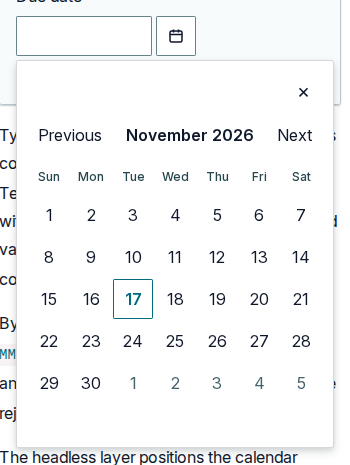 ×
Previous November 2026 Next
Sun Mon Tue Wed Thu Fri Sat
1 2 3 4 5 6 7
8 9 10 11 12 13 14
15 16 17 18 19 20 21
22 23 24 25 26 27 28
29 30 1 2 3 4 5
The headless layer positions the calendar